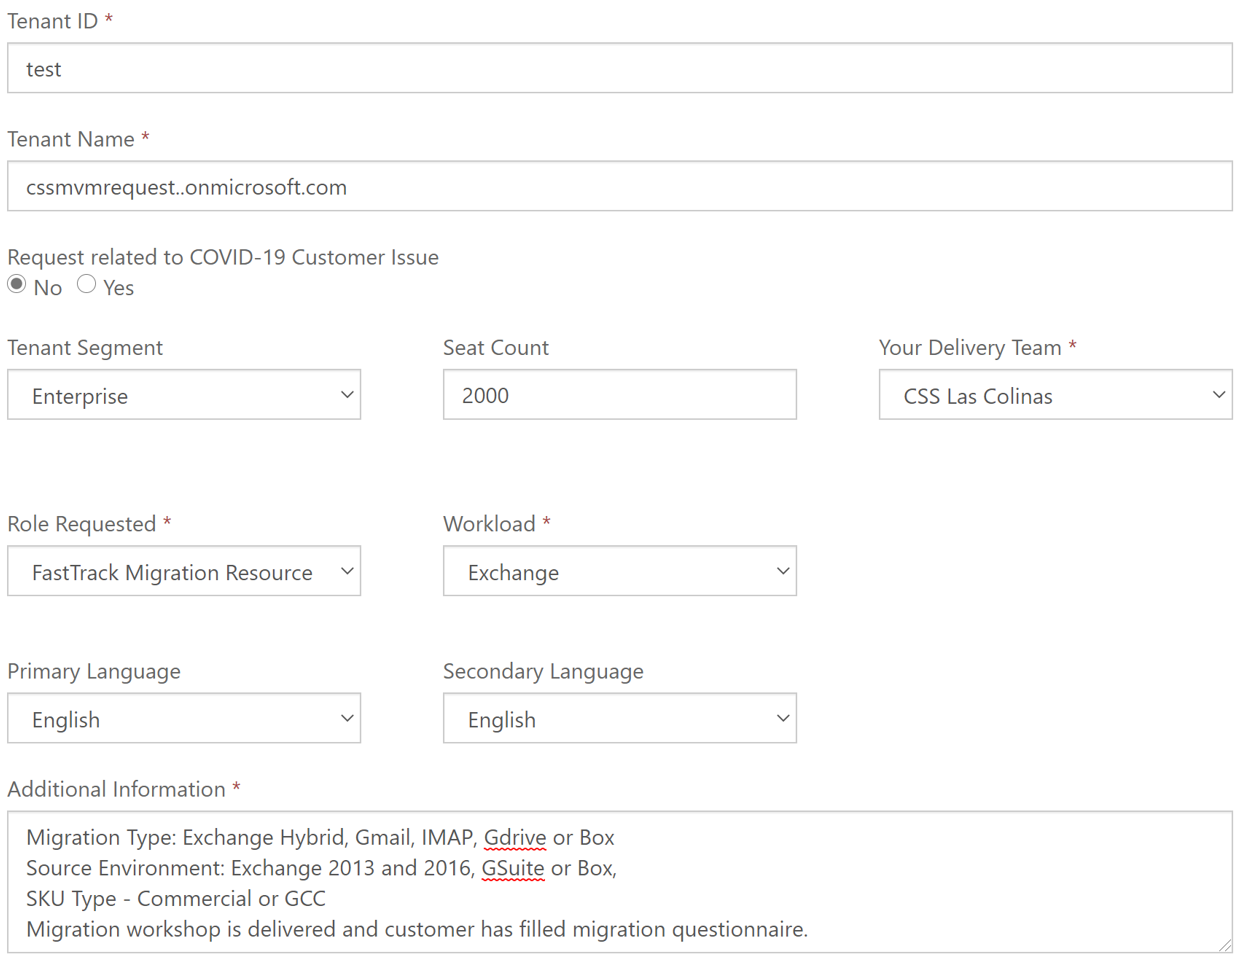 Tenant ID *
test
Tenant Name *
cssmvmrequest..onmicrosoft.com
Request related to COVID-19 Customer Issue
No Yes
Tenant Segment Seat Count Your Delivery Team *
Enterprise 2000 CSS Las Colinas
Role Requested * Workload *
FastTrack Migration Resource Exchange
Primary Language Secondary Language
English English
Additional Information *
Migration Type: Exchange Hybrid, Gmail, IMAP, Gdrive or Box
Source Environment: Exchange 2013 and 2016, GSuite or Box,
SKU Type - Commercial or GCC
Migration workshop is delivered and customer has filled migration questionnaire.